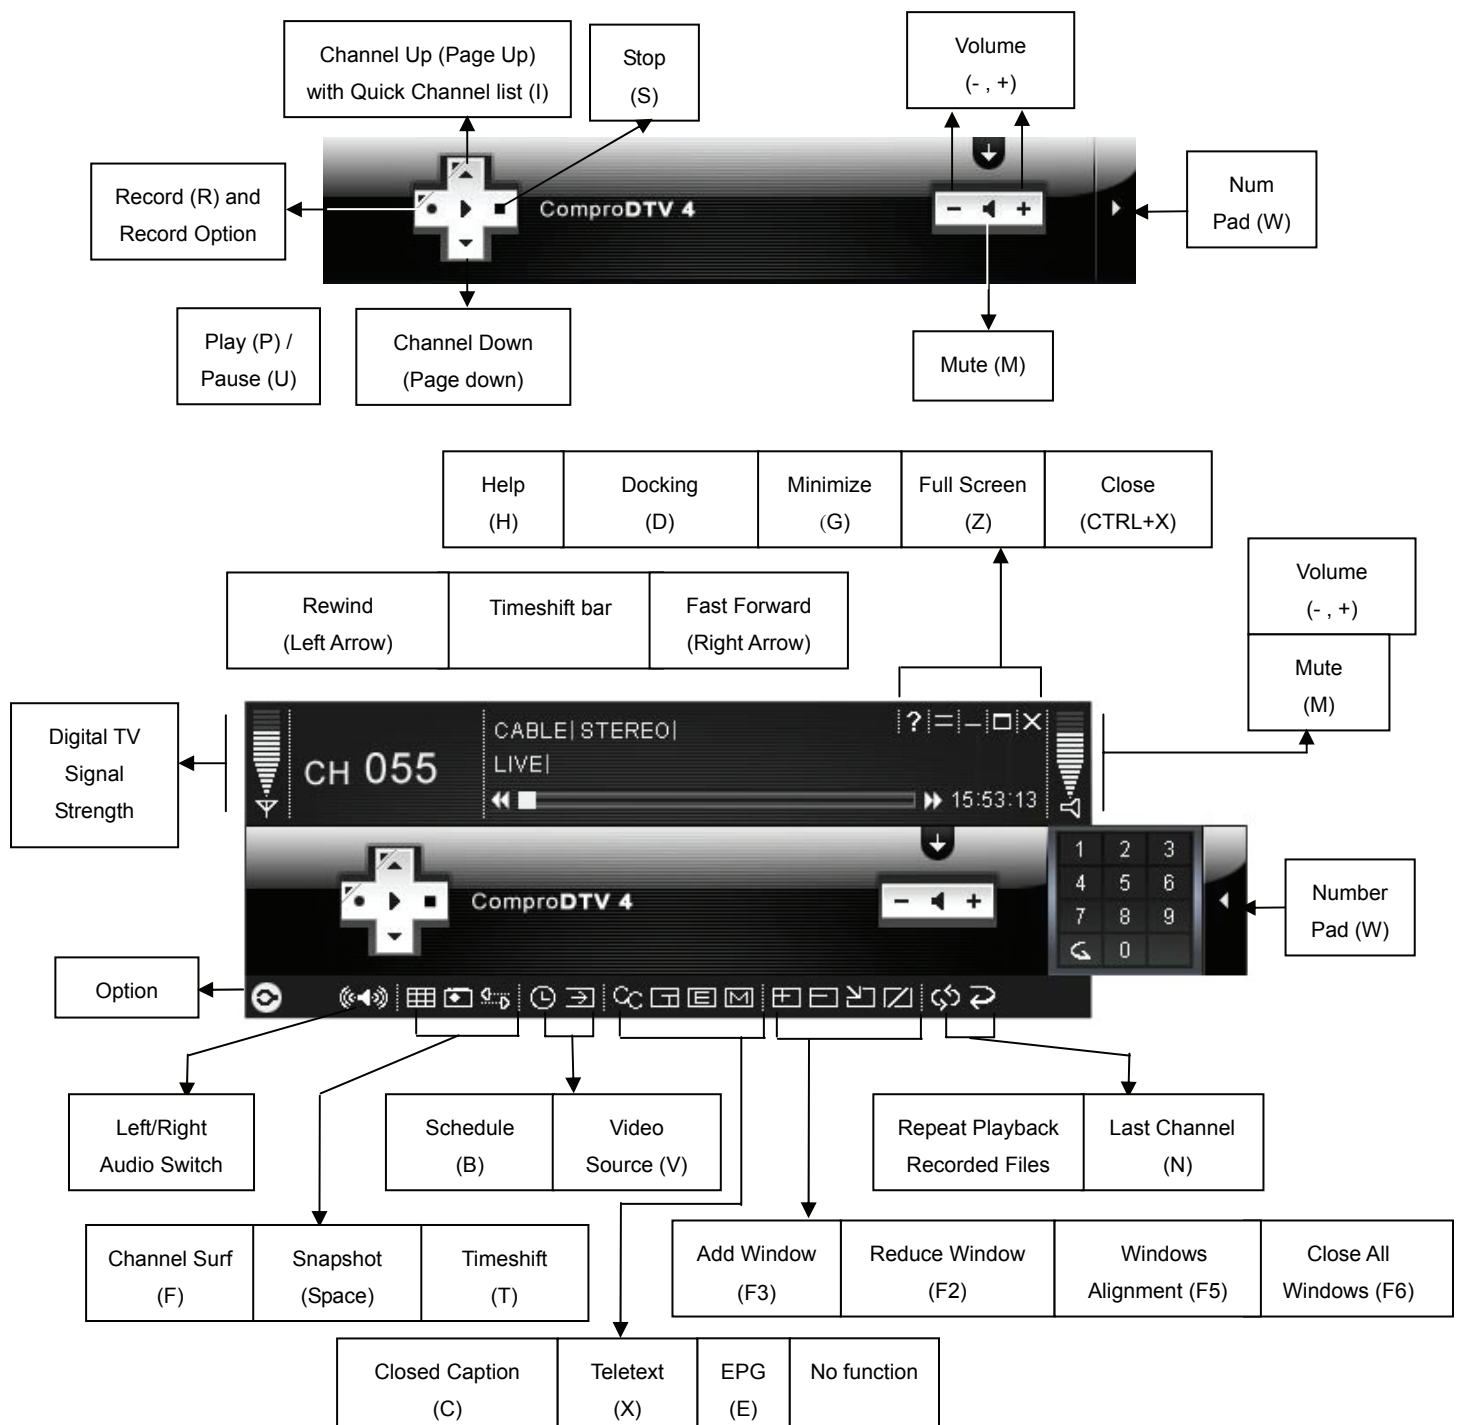 Channel Up (Page Up)
with Quick Channel list (I)
Stop
(S)
Volume
(- , +)
Record (R) and
Record Option
ComproDTV 4
Num
Pad (W)
Play (P) /
Pause (U)
Channel Down
(Page down)
Mute (M)
Help
(H)
Docking
(D)
Minimize
(G)
Full Screen
(Z)
Close
(CTRL+X)
Rewind
(Left Arrow)
Timeshift bar
Fast Forward
(Right Arrow)
Volume
(- , +)
Mute
(M)
Digital TV
Signal
Strength
CH 055
CABLE| STEREO|
LIVE|
15:53:13
ComproDTV 4
1 2 3
4 5 6
7 8 9
0
Number
Pad (W)
Option
CC E M
Left/Right
Audio Switch
Schedule
(B)
Video
Source (V)
Repeat Playback
Recorded Files
Last Channel
(N)
Channel Surf
(F)
Snapshot
(Space)
Timeshift
(T)
Add Window
(F3)
Reduce Window
(F2)
Windows
Alignment (F5)
Close All
Windows (F6)
Closed Caption
(C)
Teletext
(X)
EPG
(E)
No function